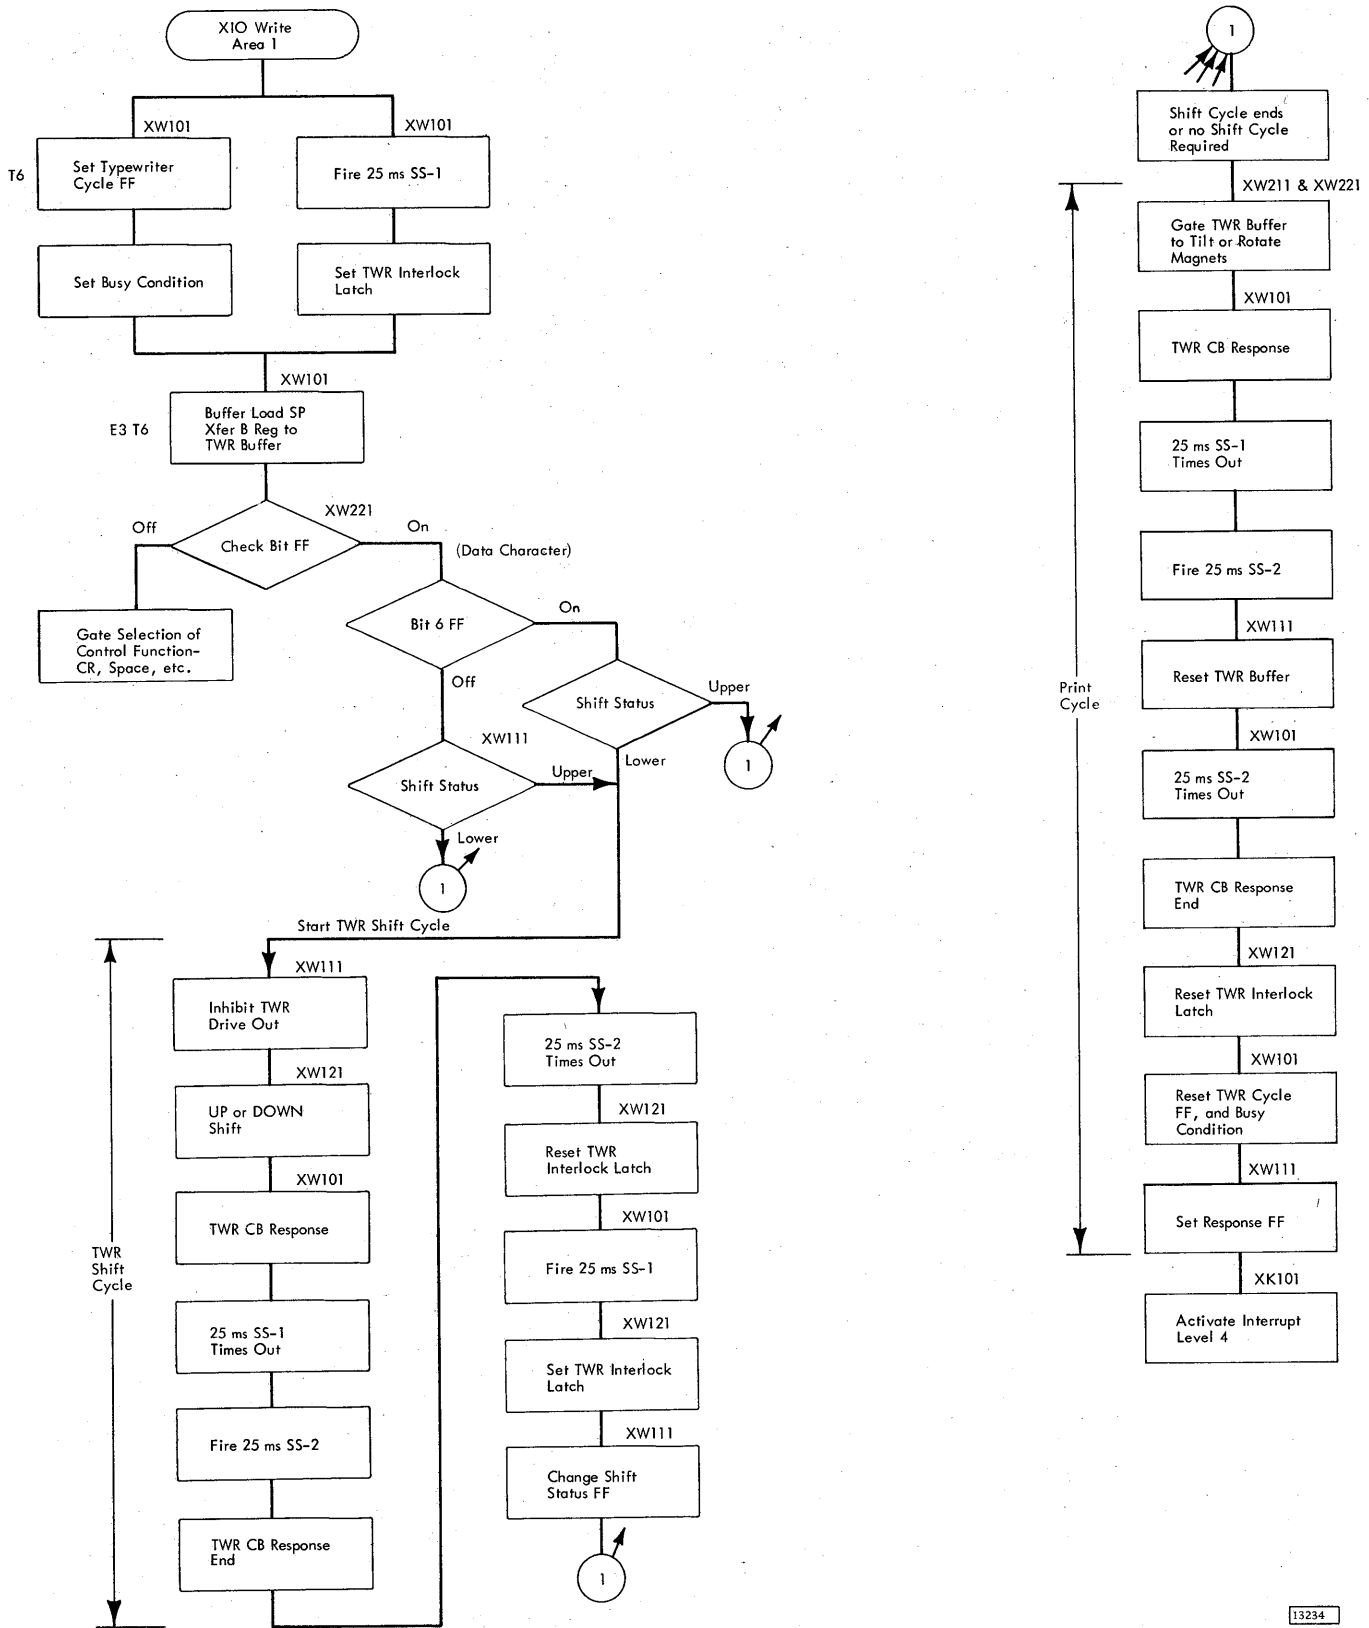 XIO Write
Area 1
XW101
XW101
T6
Set Typewriter
Cycle FF
Fire 25 ms SS-1
Set Busy Condition
Set TWR Interlock
Latch
XW101
E3 T6
Buffer Load SP
Xfer B Reg to
TWR Buffer
XW221
Off
On
Check Bit FF
(Data Character)
Gate Selection of
Control Function-
CR, Space, etc.
Bit 6 FF
On
Off
Shift Status
Upper
1
Lower
XW111
Shift Status
Upper
Lower
1
Start TWR Shift Cycle
TWR
Shift
Cycle
XW111
Inhibit TWR
Drive Out
XW121
UP or DOWN
Shift
XW101
TWR CB Response
25 ms SS-1
Times Out
Fire 25 ms SS-2
TWR CB Response
End
25 ms SS-2
Times Out
XW121
Reset TWR
Interlock Latch
XW101
Fire 25 ms SS-1
XW121
Set TWR Interlock
Latch
XW111
Change Shift
Status FF
1
1
Shift Cycle ends
or no Shift Cycle
Required
XW211 & XW221
Print
Cycle
Gate TWR Buffer
to Tilt or Rotate
Magnets
XW101
TWR CB Response
25 ms SS-1
Times Out
Fire 25 ms SS-2
XW111
Reset TWR Buffer
XW101
25 ms SS-2
Times Out
TWR CB Response
End
XW121
Reset TWR Interlock
Latch
XW101
Reset TWR Cycle
FF, and Busy
Condition
XW111
Set Response FF
XK101
Activate Interrupt
Level 4
13234